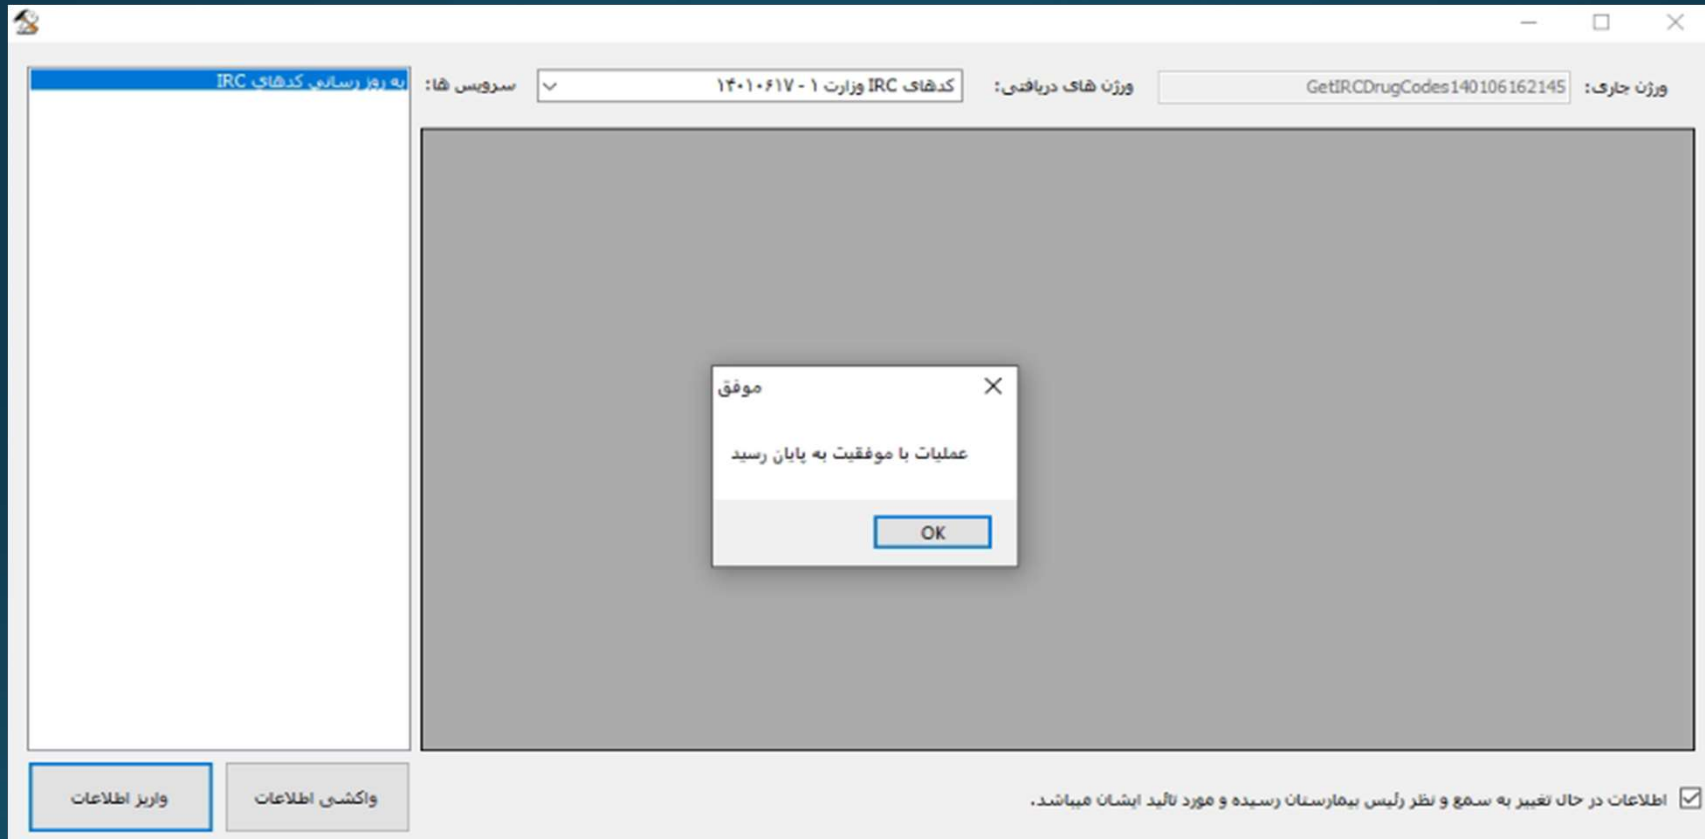 ورژن جاری: GetIRCDrugCodes140106162145 ورژن های دریافتی: کدهای IRC وزارت ۱ - ۱۴۰۱۰۶۱۷ سرویس ها: به روز رسانی کدهای IRC
موفق
عملیات با موفقیت به پایان رسید
OK
اطلاعات در حال تغییر به سمع و نظر رئیس بیمارستان رسیده و مورد تائید ایشان میباشد. واکشی اطلاعات واریز اطلاعات